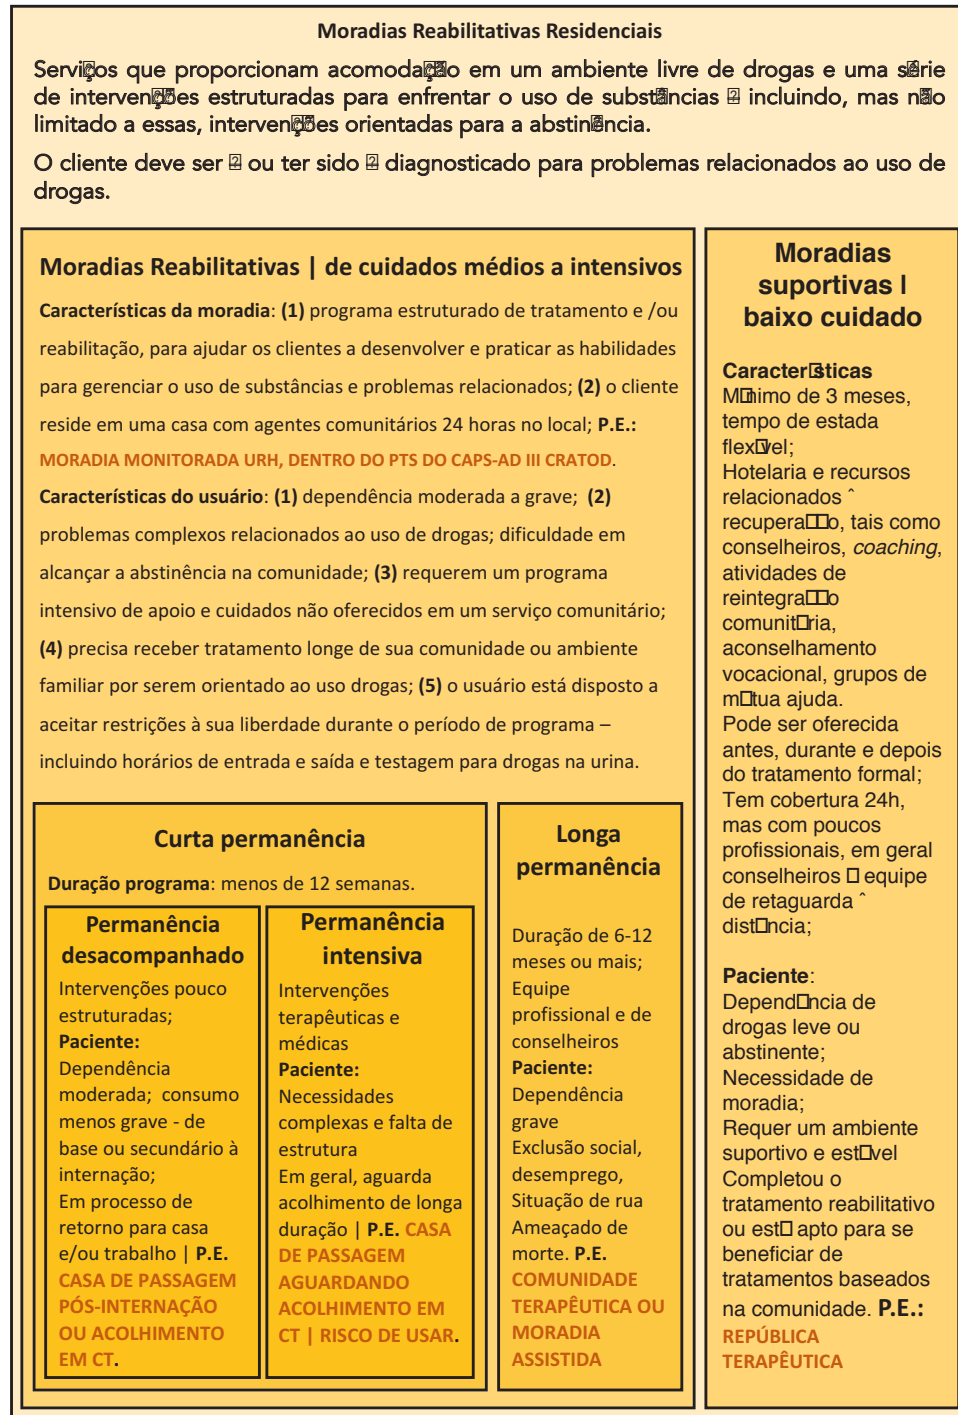 Moradias Reabilitativas Residenciais
que proporcionam em um ambiente livre de drogas e uma
de estruturadas para enfrentar o uso de incluindo, mas
limitado a essas, orientadas para a
O cliente deve ser ou ter sido diagnosticado para problemas relacionados ao uso de
drogas.
Moradias Reabilitativas | de cuidados médios a intensivos
Características da moradia: (1) programa estruturado de tratamento e /ou
reabilitação, para ajudar os clientes a desenvolver e praticar as habilidades
para gerenciar o uso de substâncias e problemas relacionados; (2) o cliente
reside em uma casa com agentes comunitários 24 horas no local; P.E.:
MORADIA MONITORADA URH, DENTRO DO PTS DO CAPS-AD III CRATOD.
Características do usuário: (1) dependência moderada a grave; (2)
problemas complexos relacionados ao uso de drogas; dificuldade em
alcançar a abstinência na comunidade; (3) requerem um programa
intensivo de apoio e cuidados não oferecidos em um serviço comunitário;
(4) precisa receber tratamento longe de sua comunidade ou ambiente
familiar por serem orientado ao uso drogas; (5) o usuário está disposto a
aceitar restrições à sua liberdade durante o período de programa –
incluindo horários de entrada e saída e testagem para drogas na urina.
Curta permanência
Duração programa: menos de 12 semanas.
Permanência
desacompanhado
Intervenções pouco
estruturadas;
Paciente:
Dependência
moderada; consumo
menos grave - de
base ou secundário à
internação;
Em processo de
retorno para casa
e/ou trabalho | P.E.
CASA DE PASSAGEM
PÓS-INTERNAÇÃO
OU ACOLHIMENTO
EM CT.
Permanência
intensiva
Intervenções
terapêuticas e
médicas
Paciente:
Necessidades
complexas e falta de
estrutura
Em geral, aguarda
acolhimento de longa
duração | P.E. CASA
DE PASSAGEM
AGUARDANDO
ACOLHIMENTO EM
CT | RISCO DE USAR.
Longa
permanência
Duração de 6-12
meses ou mais;
Equipe
profissional e de
conselheiros
Paciente:
Dependência
grave
Exclusão social,
desemprego,
Situação de rua
Ameaçado de
morte. P.E.
COMUNIDADE
TERAPÊUTICA OU
MORADIA
ASSISTIDA
Moradias
suportivas |
baixo cuidado
de 3 meses,
tempo de estada
Hotelaria e recursos
relacionados ˆ
tais como
conselheiros, coaching,
atividades de
aconselhamento
vocacional, grupos de
ajuda.
Pode ser oferecida
antes, durante e depois
do tratamento formal;
Tem cobertura 24h,
mas com poucos
profissionais, em geral
conselheiros equipe
de retaguarda ˆ
Paciente:
de
drogas leve ou
abstinente;
Necessidade de
moradia;
Requer um ambiente
suportivo e
Completou o
tratamento reabilitativo
ou apto para se
beneficiar de
tratamentos baseados
na comunidade. P.E.:
REPÚBLICA
TERAPÊUTICA